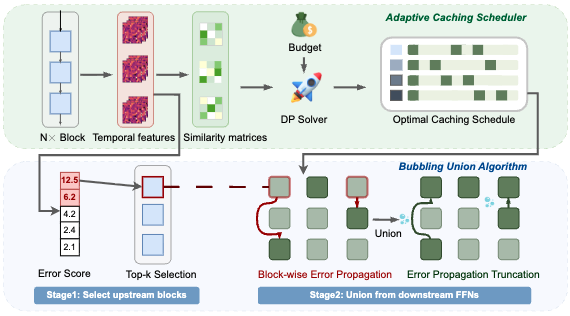 Adaptive Caching Scheduler
Budget
N× Block
Temporal features
Similarity matrices
DP Solver
Optimal Caching Schedule
Bubbling Union Algorithm
12.5
6.2
4.2
2.4
2.1
Union
Error Score
Top-k Selection
Block-wise Error Propagation
Error Propagation Truncation
Stage1: Select upstream blocks
Stage2: Union from downstream FFNs